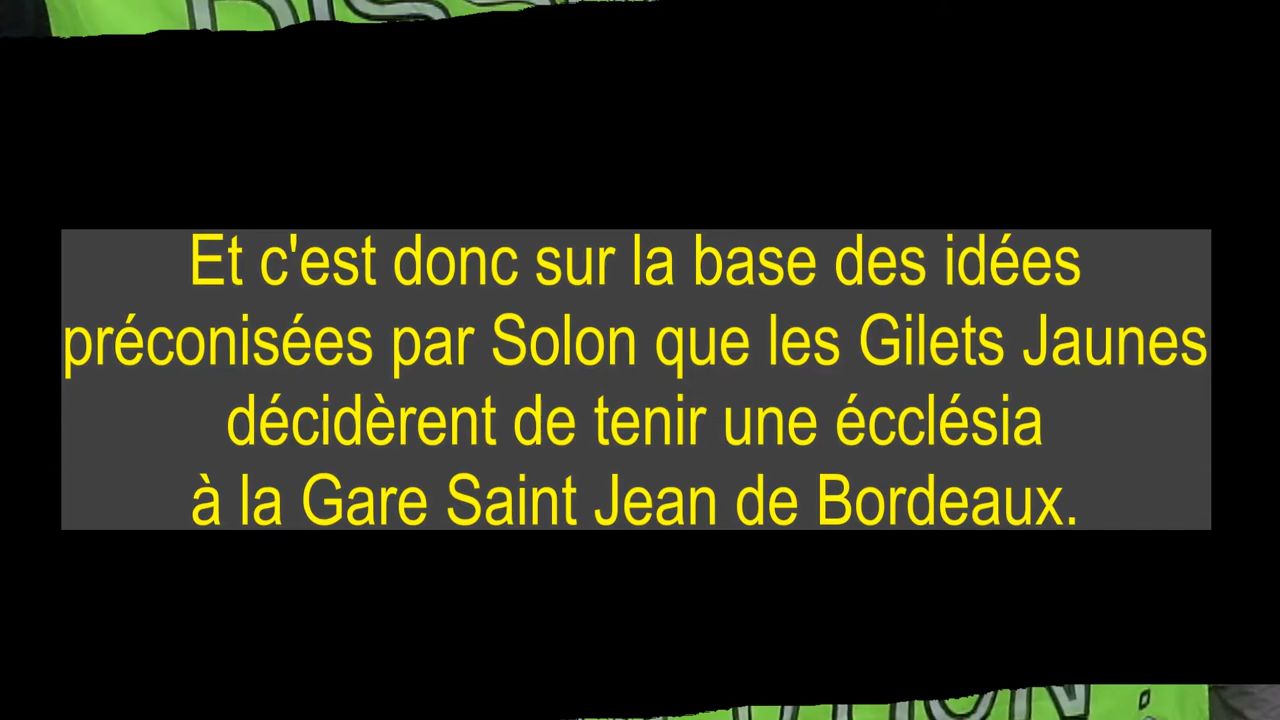 Et c'est donc sur la base des idées
préconisées par Solon que les Gilets Jaunes
décidèrent de tenir une écclésia
à la Gare Saint Jean de Bordeaux.